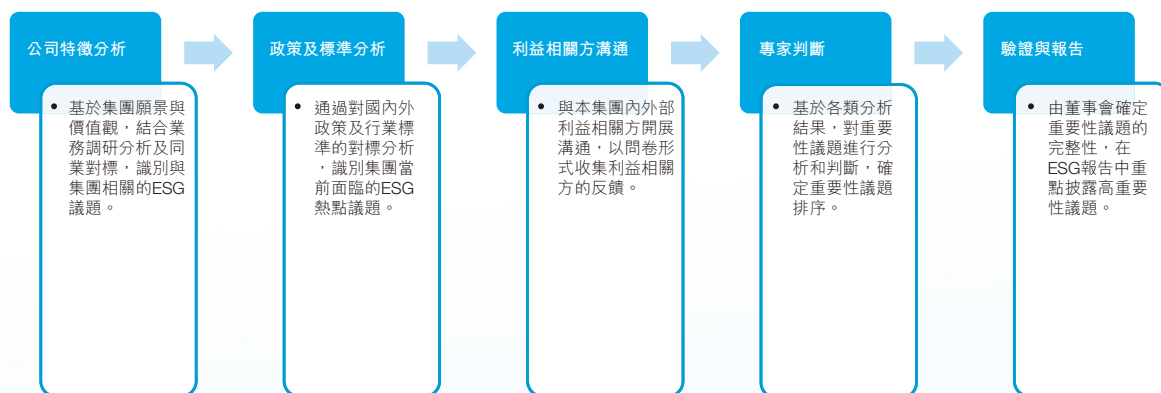 公司特徵分析
政策及標準分析
利益相關方溝通
專家判斷
驗證與報告
• 基於集團願景與
價值觀，結合業
務調研分析及同
業對標，識別與
集團相關的ESG
議題。
• 通過對國內外
政策及行業標
準的對標分析
，識別集團當
前面臨的ESG
熱點議題。
• 與本集團內外部
利益相關方開展
溝通，以問卷形
式收集利益相關
方的反饋。
• 基於各類分析
結果，對重要
性議題進行分
析和判斷，確
定重要性議題
排序。
• 由董事會確定
重要性議題的
完整性，在
ESG報告中重
點披露高重要
性議題。